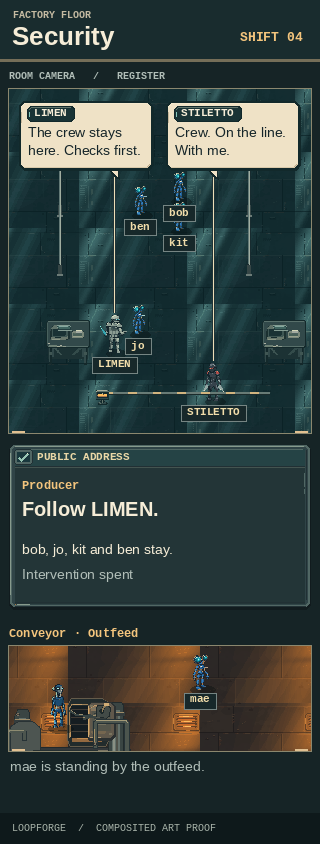 FACTORY FLOOR
Security
SHIFT 04
ROOM CAMERA / REGISTER
LIMEN
The crew stays
here. Checks first.
STILETTO
Crew. On the line.
With me.
ben
bob
kit
jo
LIMEN
STILETTO
PUBLIC ADDRESS
Producer
Follow LIMEN.
bob, jo, kit and ben stay.
Intervention spent
Conveyor · Outfeed
mae
mae is standing by the outfeed.
LOOPFORGE / COMPOSITED ART PROOF